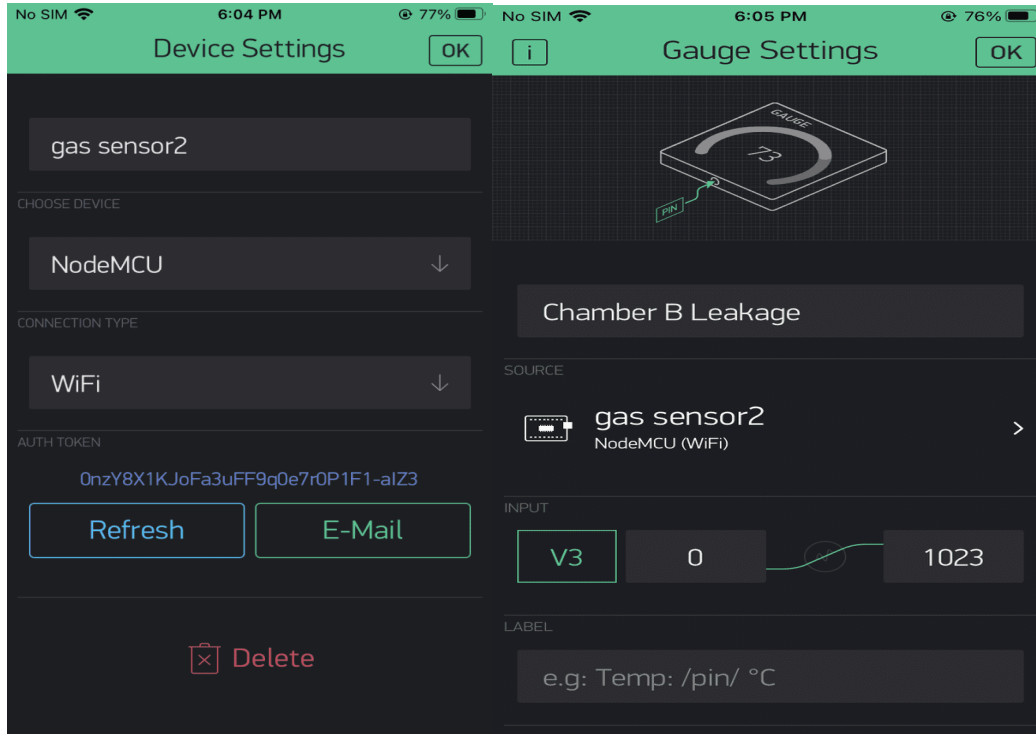 No SIM 6:04 PM 77%
Device Settings OK
gas sensor2
CHOOSE DEVICE
NodeMCU
CONNECTION TYPE
WiFi
AUTH TOKEN
0nzY8X1KJoFa3uFF9q0e7r0P1F1-aIZ3
Refresh E-Mail
Delete
No SIM 6:05 PM 76%
i Gauge Settings OK
GAUGE
73
PIN
Chamber B Leakage
SOURCE
gas sensor2
NodeMCU (WiFi)
INPUT
V3 0 1023
LABEL
e.g: Temp: /pin/ °C